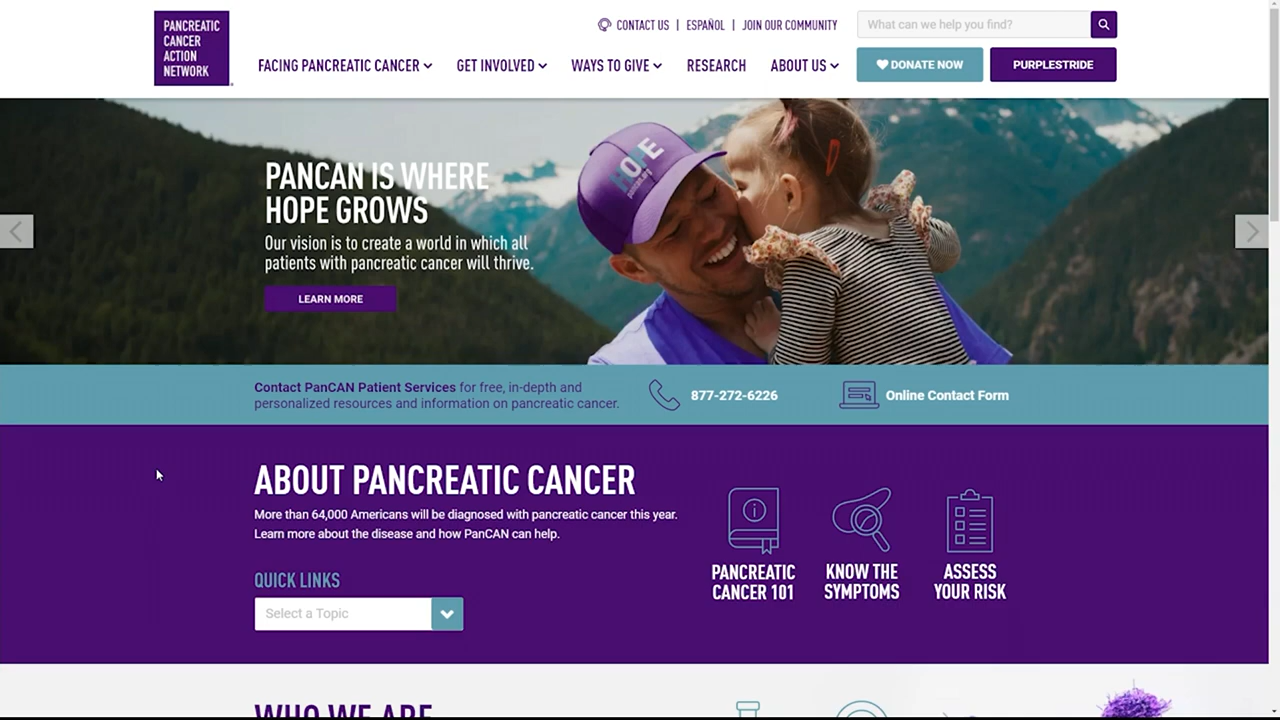 PANCREATIC
CANCER
ACTION
NETWORK
CONTACT US | ESPAÑOL | JOIN OUR COMMUNITY
What can we help you find?
FACING PANCREATIC CANCER
GET INVOLVED
WAYS TO GIVE
RESEARCH
ABOUT US
DONATE NOW
PURPLESTRIDE
PANCAN IS WHERE
HOPE GROWS
Our vision is to create a world in which all
patients with pancreatic cancer will thrive.
LEARN MORE
HOPE
Contact PanCAN Patient Services for free, in-depth and
personalized resources and information on pancreatic cancer.
877-272-6226
Online Contact Form
ABOUT PANCREATIC CANCER
More than 64,000 Americans will be diagnosed with pancreatic cancer this year.
Learn more about the disease and how PanCAN can help.
QUICK LINKS
Select a Topic
PANCREATIC
CANCER 101
KNOW THE
SYMPTOMS
ASSESS
YOUR RISK
WHO WE ARE